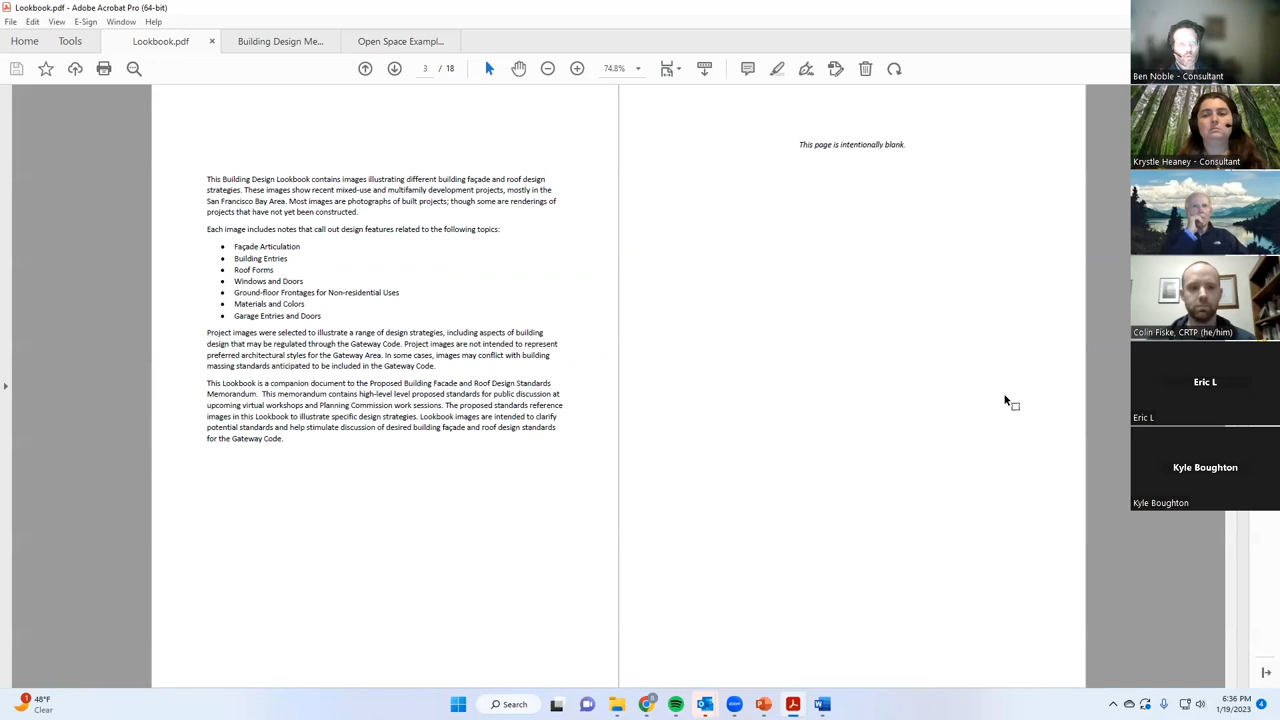 Lookbook.pdf - Adobe Acrobat Pro (64-bit)
File Edit View E-Sign Window Help
Home Tools Lookbook.pdf × Building Design Me... Open Space Exampl...
3 / 18 74.8%
This Building Design Lookbook contains images illustrating different building façade and roof design
strategies. These images show recent mixed-use and multifamily development projects, mostly in the
San Francisco Bay Area. Most images are photographs of built projects; though some are renderings of
projects that have not yet been constructed.
Each image includes notes that call out design features related to the following topics:
• Façade Articulation
• Building Entries
• Roof Forms
• Windows and Doors
• Ground-floor Frontages for Non-residential Uses
• Materials and Colors
• Garage Entries and Doors
Project images were selected to illustrate a range of design strategies, including aspects of building
design that may be regulated through the Gateway Code. Project images are not intended to represent
preferred architectural styles for the Gateway Area. In some cases, images may conflict with building
massing standards anticipated to be included in the Gateway Code.
This Lookbook is a companion document to the Proposed Building Facade and Roof Design Standards
Memorandum. This memorandum contains high-level level proposed standards for public discussion at
upcoming virtual workshops and Planning Commission work sessions. The proposed standards reference
images in this Lookbook to illustrate specific design strategies. Lookbook images are intended to clarify
potential standards and help stimulate discussion of desired building façade and roof design standards
for the Gateway Code.
This page is intentionally blank.
Ben Noble - Consultant
Krystle Heaney - Consultant
Colin Fiske, CRTP (he/him)
Eric L
Eric L
Kyle Boughton
Kyle Boughton
1
48°F
Clear
Search
zoom
6:36 PM
1/19/2023
4